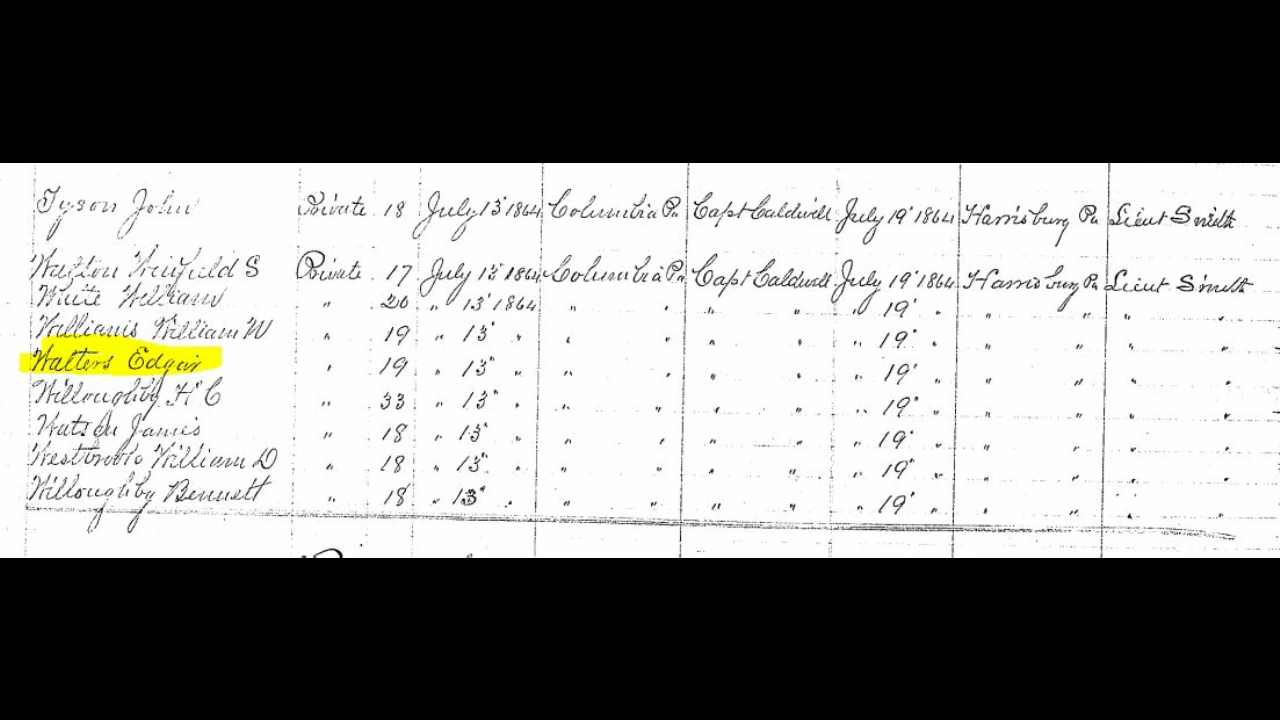 Tyson John Private 18 July 13" 1864 Columbia Pa Capt Caldwell July 19" 1864 Harrisburg Pa Lieut Smith
Walton Winfield S Private 17 July 13" 1864 Columbia Pa Capt Caldwell July 19" 1864 Harrisburg Pa Lieut Smith
White William " 20 " 13" 1864 " " " " " 19" " " " " "
Williams William W " 19 " 13" " " " " " " 19" " " " " "
Walters Edgar " 19 " 13" " " " " " " 19" " " " " "
Willoughby H C " 33 " 13" " " " " " " 19" " " " " "
Watson James " 18 " 13" " " " " " " 19" " " " " "
William D " 18 " 13" " " " " " " 19" " " " " "
Willoughby Bennett " 18 " 13" " " " " " " 19" " " " " "